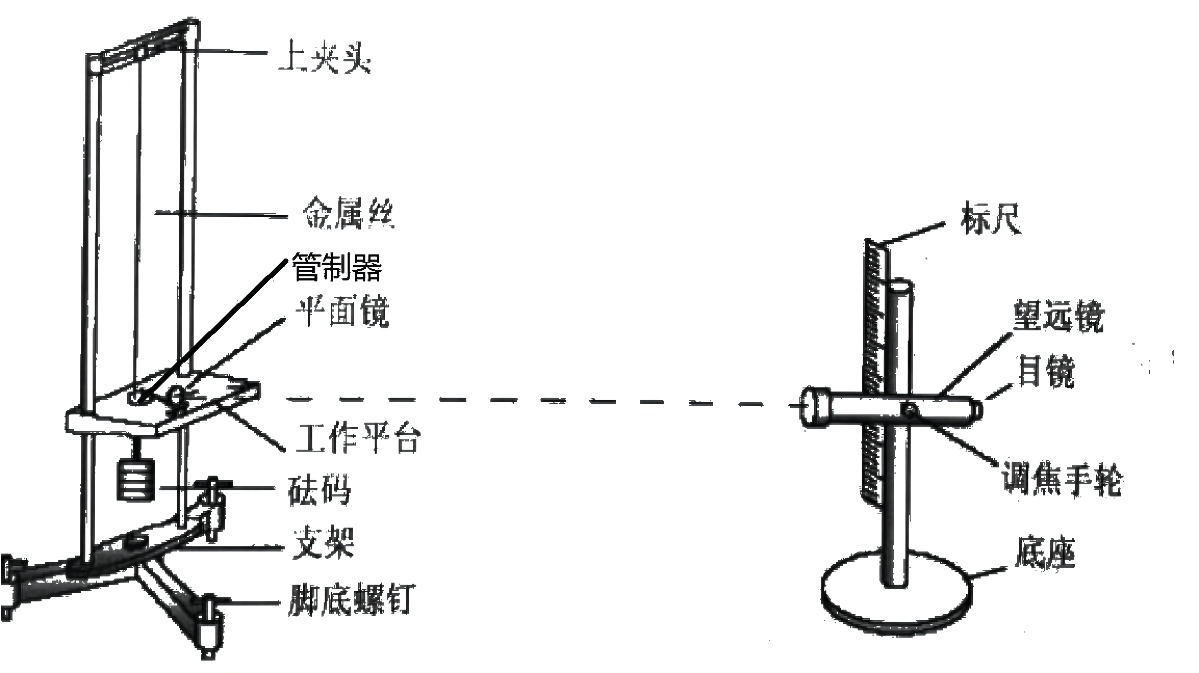 上夹头
金属丝
管制器
平面镜
工作平台
砝码
支架
脚底螺钉
标尺
望远镜
目镜
调焦手轮
底座